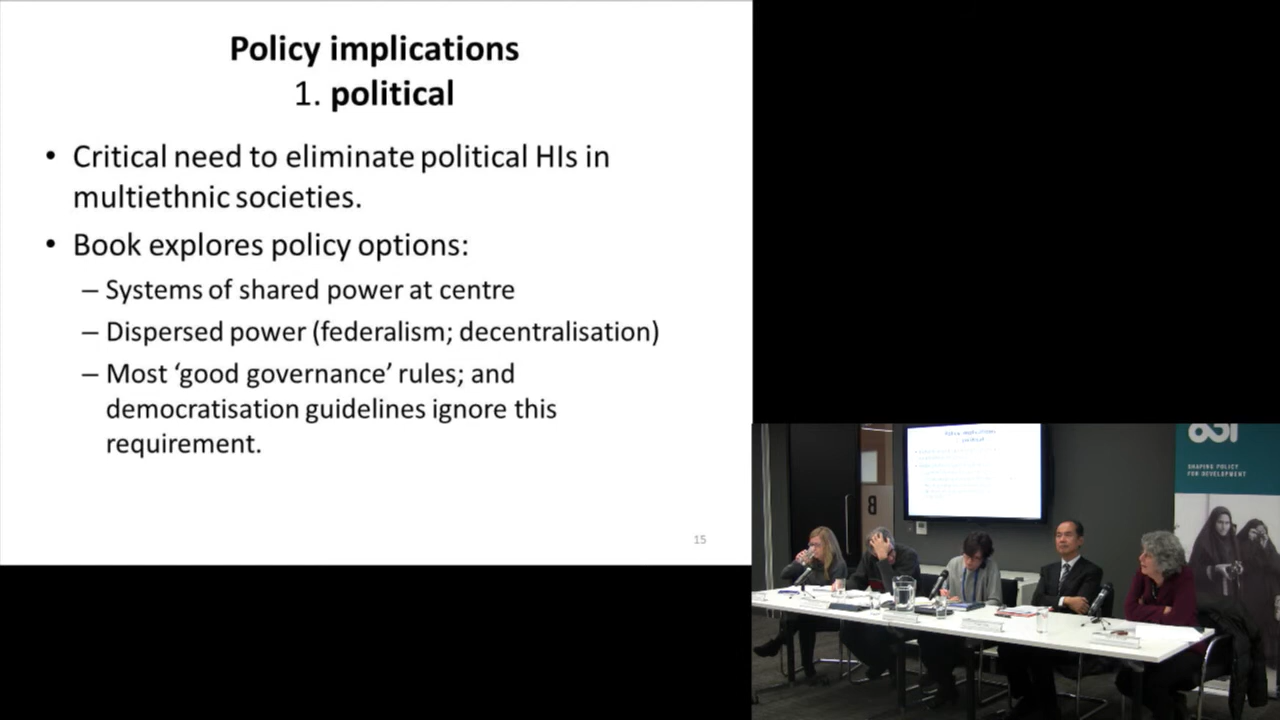 Policy implications
1. political
• Critical need to eliminate political HIs in
multiethnic societies.
• Book explores policy options:
– Systems of shared power at centre
– Dispersed power (federalism; decentralisation)
– Most ‘good governance’ rules; and
democratisation guidelines ignore this
requirement.
15
SHAPING POLICY
FOR DEVELOPMENT